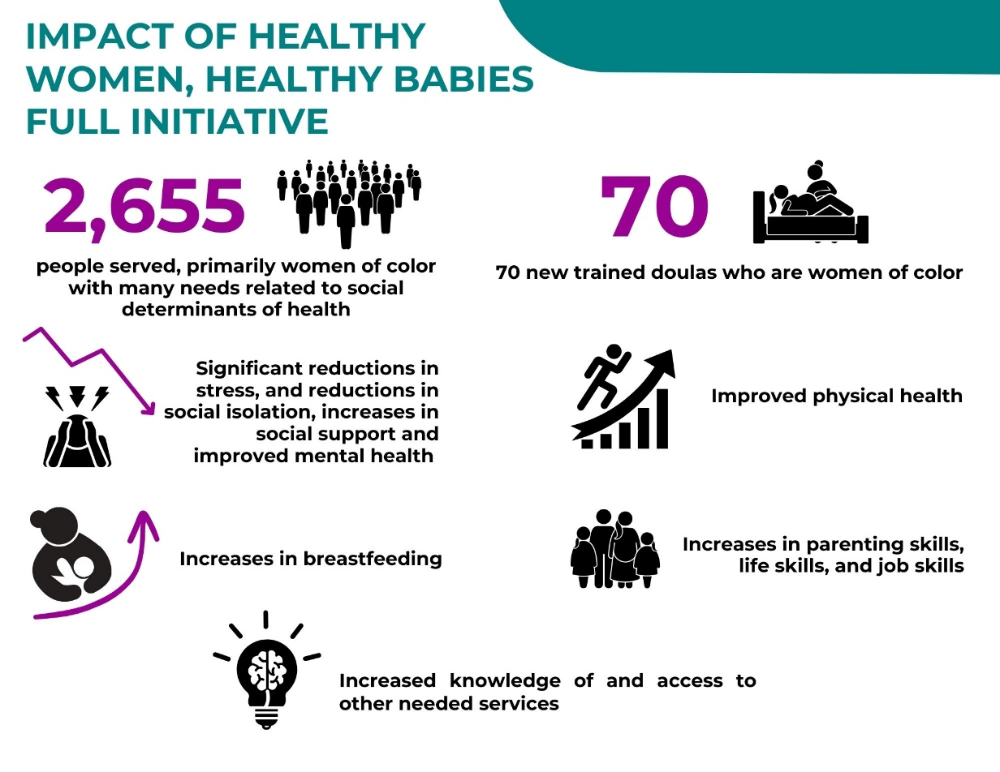 IMPACT OF HEALTHY
WOMEN, HEALTHY BABIES
FULL INITIATIVE
2,655
people served, primarily women of color
with many needs related to social
determinants of health
70
70 new trained doulas who are women of color
Significant reductions in
stress, and reductions in
social isolation, increases in
social support and
improved mental health
Improved physical health
Increases in breastfeeding
Increases in parenting skills,
life skills, and job skills
Increased knowledge of and access to
other needed services